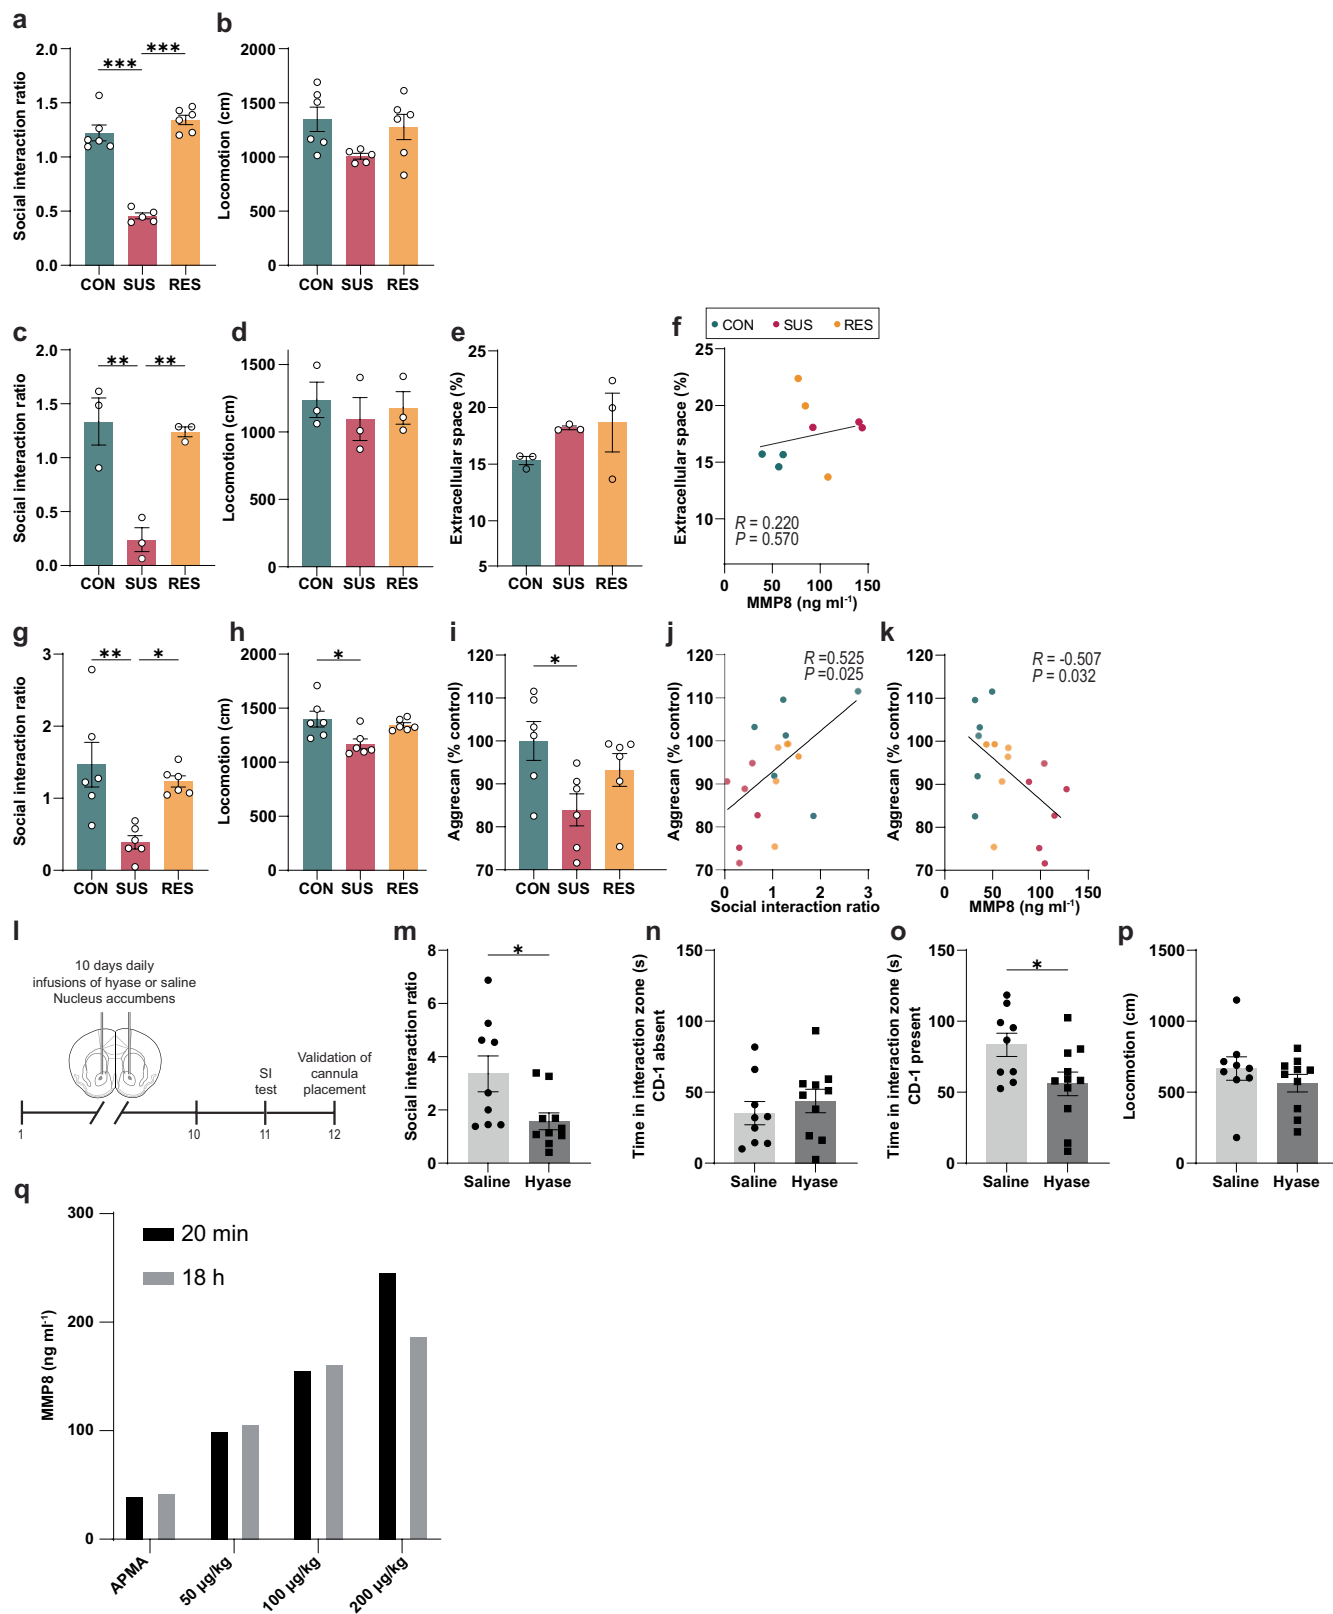 a
Social interaction ratio
2.0
1.5
1.0
0.5
0.0
***
***
CON SUS RES
b
Locomotion (cm)
2000
1500
1000
500
0
CON SUS RES
c
Social interaction ratio
2.0
1.5
1.0
0.5
0.0
**
**
CON SUS RES
d
Locomotion (cm)
1500
1000
500
0
CON SUS RES
e
Extracellular space (%)
25
20
15
10
5
CON SUS RES
f
CON SUS RES
Extracellular space (%)
25
20
15
10
R = 0.220
P = 0.570
0 50 100 150
MMP8 (ng ml⁻¹)
g
Social interaction ratio
3
2
1
0
**
*
CON SUS RES
h
Locomotion (cm)
2000
1500
1000
500
0
*
CON SUS RES
i
Aggrecan (% control)
120
110
100
90
80
70
*
CON SUS RES
j
Aggrecan (% control)
120
110
100
90
80
70
R =0.525
P=0.025
0 1 2 3
Social interaction ratio
k
Aggrecan (% control)
120
110
100
90
80
70
R = -0.507
P = 0.032
0 50 100 150
MMP8 (ng ml⁻¹)
l
10 days daily
infusions of hyase or saline
Nucleus accumbens
SI
test
Validation of
cannula
placement
1 10 11 12
m
Social interaction ratio
8
6
4
2
0
*
Saline Hyase
n
Time in interaction zone (s)
CD-1 absent
150
100
50
0
Saline Hyase
o
Time in interaction zone (s)
CD-1 present
150
100
50
0
*
Saline Hyase
p
Locomotion (cm)
1500
1000
500
0
Saline Hyase
q
MMP8 (ng ml⁻¹)
300
200
100
0
20 min
18 h
APMA
50 µg/kg
100 µg/kg
200 µg/kg